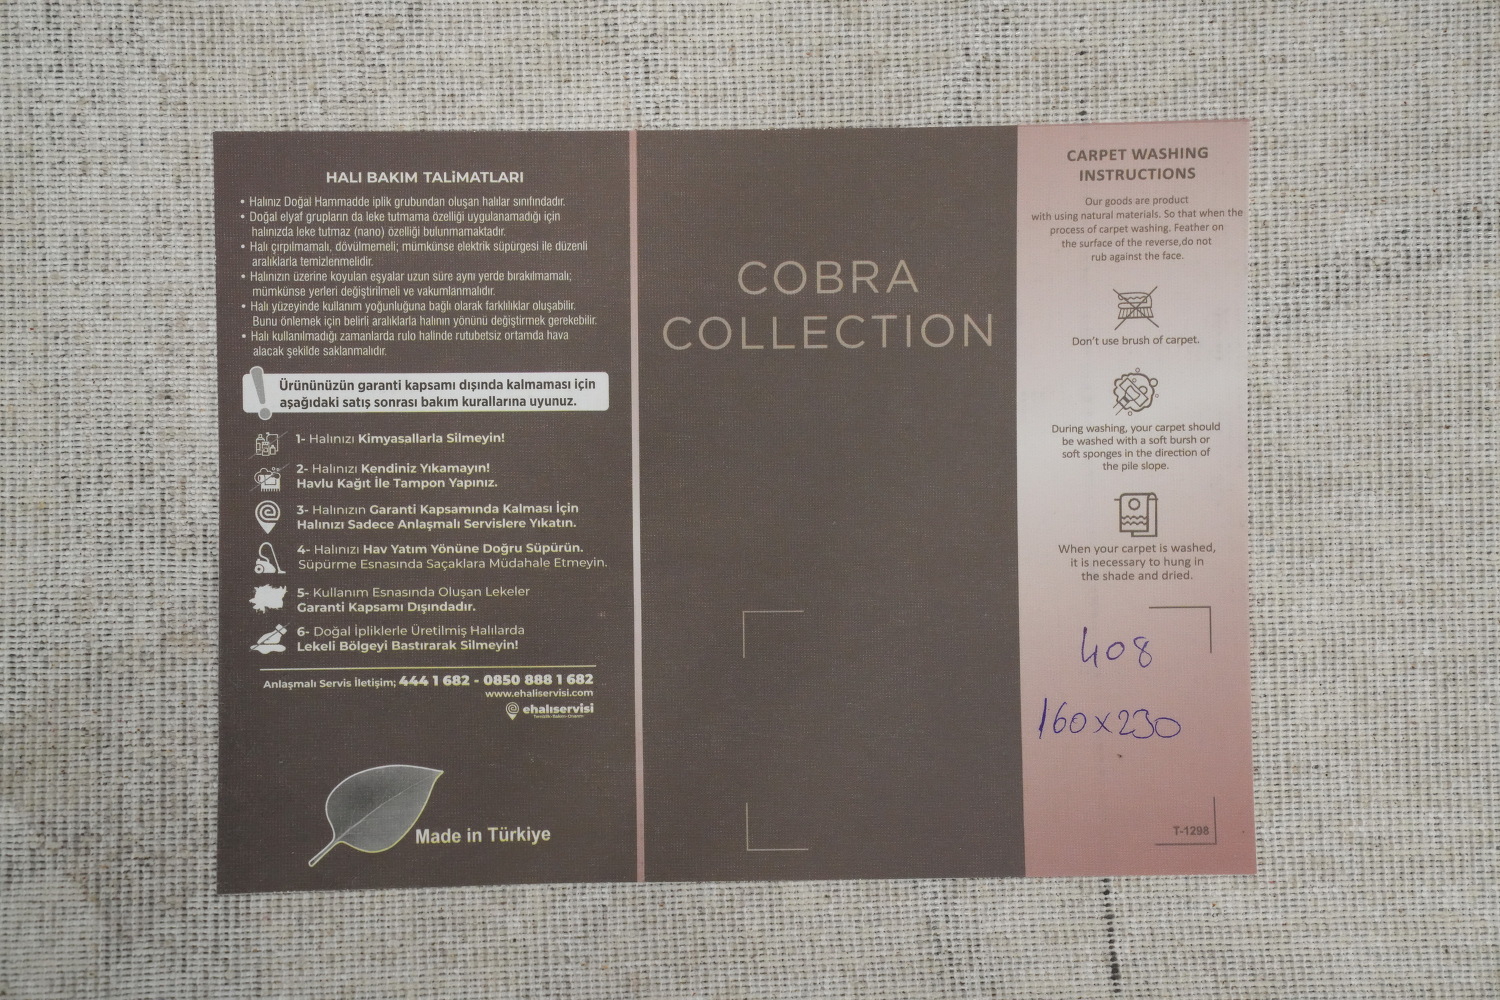 HALI BAKIM TALİMATLARI
• Halınız Doğal Hammadde iplik grubundan oluşan halılar sınıfındadır.
• Doğal elyaf grupların da leke tutmama özelliği uygulanamadığı için
halınızda leke tutmaz (nano) özelliği bulunmamaktadır.
• Halı çırpılmamalı, dövülmemeli; mümkünse elektrik süpürgesi ile düzenli
aralıklarla temizlenmelidir.
• Halınızın üzerine koyulan eşyalar uzun süre aynı yerde bırakılmamalı;
mümkünse yerleri değiştirilmeli ve vakumlanmalıdır.
• Halı yüzeyinde kullanım yoğunluğuna bağlı olarak farklılıklar oluşabilir.
Bunu önlemek için belirli aralıklarla halının yönünü değiştirmek gerekebilir.
• Halı kullanılmadığı zamanlarda rulo halinde rutubetsiz ortamda hava
alacak şekilde saklanmalıdır.
Ürününüzün garanti kapsamı dışında kalmaması için
aşağıdaki satış sonrası bakım kurallarına uyunuz.
1- Halınızı Kimyasallarla Silmeyin!
2- Halınızı Kendiniz Yıkamayın!
Havlu Kağıt İle Tampon Yapınız.
3- Halınızın Garanti Kapsamında Kalması İçin
Halınızı Sadece Anlaşmalı Servislere Yıkatın.
4- Halınızı Hav Yatım Yönüne Doğru Süpürün.
Süpürme Esnasında Saçaklara Müdahale Etmeyin.
5- Kullanım Esnasında Oluşan Lekeler
Garanti Kapsamı Dışındadır.
6- Doğal İpliklerle Üretilmiş Halılarda
Lekeli Bölgeyi Bastırarak Silmeyin!
Anlaşmalı Servis İletişim; 444 1 682 - 0850 888 1 682
www.ehaliservisi.com
ehalıservisi
Temizlik-Bakım-Onarım
Made in Türkiye
COBRA
COLLECTION
CARPET WASHING
INSTRUCTIONS
Our goods are product
with using natural materials. So that when the
process of carpet washing. Feather on
the surface of the reverse,do not
rub against the face.
Don't use brush of carpet.
During washing, your carpet should
be washed with a soft bursh or
soft sponges in the direction of
the pile slope.
When your carpet is washed,
it is necessary to hung in
the shade and dried.
408
160x230
T-1298